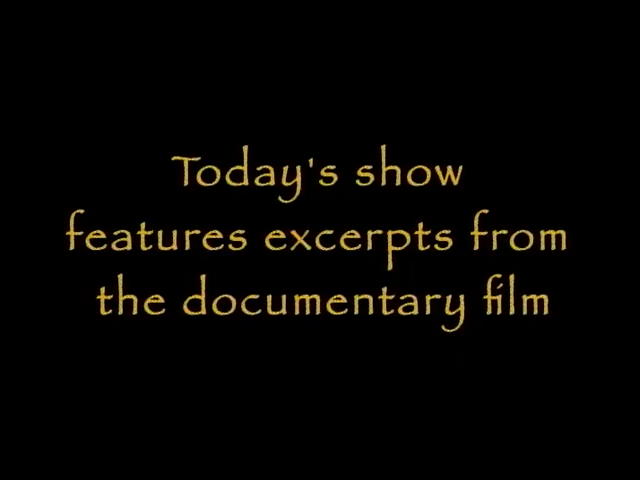 Today's show
features excerpts from
the documentary film